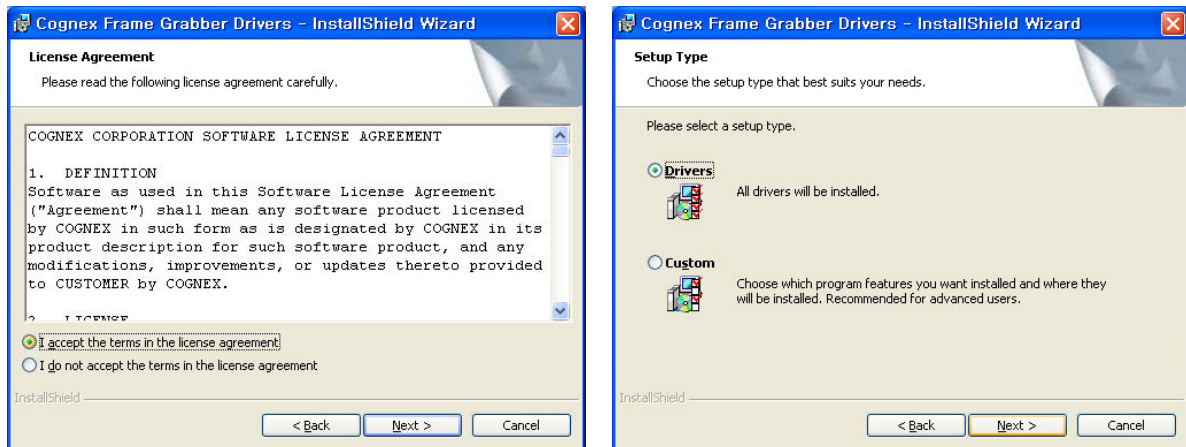 Cognex Frame Grabber Drivers - InstallShield Wizard
License Agreement
Please read the following license agreement carefully.
COGNEX CORPORATION SOFTWARE LICENSE AGREEMENT
1. DEFINITION
Software as used in this Software License Agreement
("Agreement") shall mean any software product licensed
by COGNEX in such form as is designated by COGNEX in its
product description for such software product, and any
modifications, improvements, or updates thereto provided
to CUSTOMER by COGNEX.
2. LICENSE
I accept the terms in the license agreement
I do not accept the terms in the license agreement
InstallShield
< Back
Next >
Cancel
Cognex Frame Grabber Drivers - InstallShield Wizard
Setup Type
Choose the setup type that best suits your needs.
Please select a setup type.
Drivers
All drivers will be installed.
Custom
Choose which program features you want installed and where they
will be installed. Recommended for advanced users.
InstallShield
< Back
Next >
Cancel